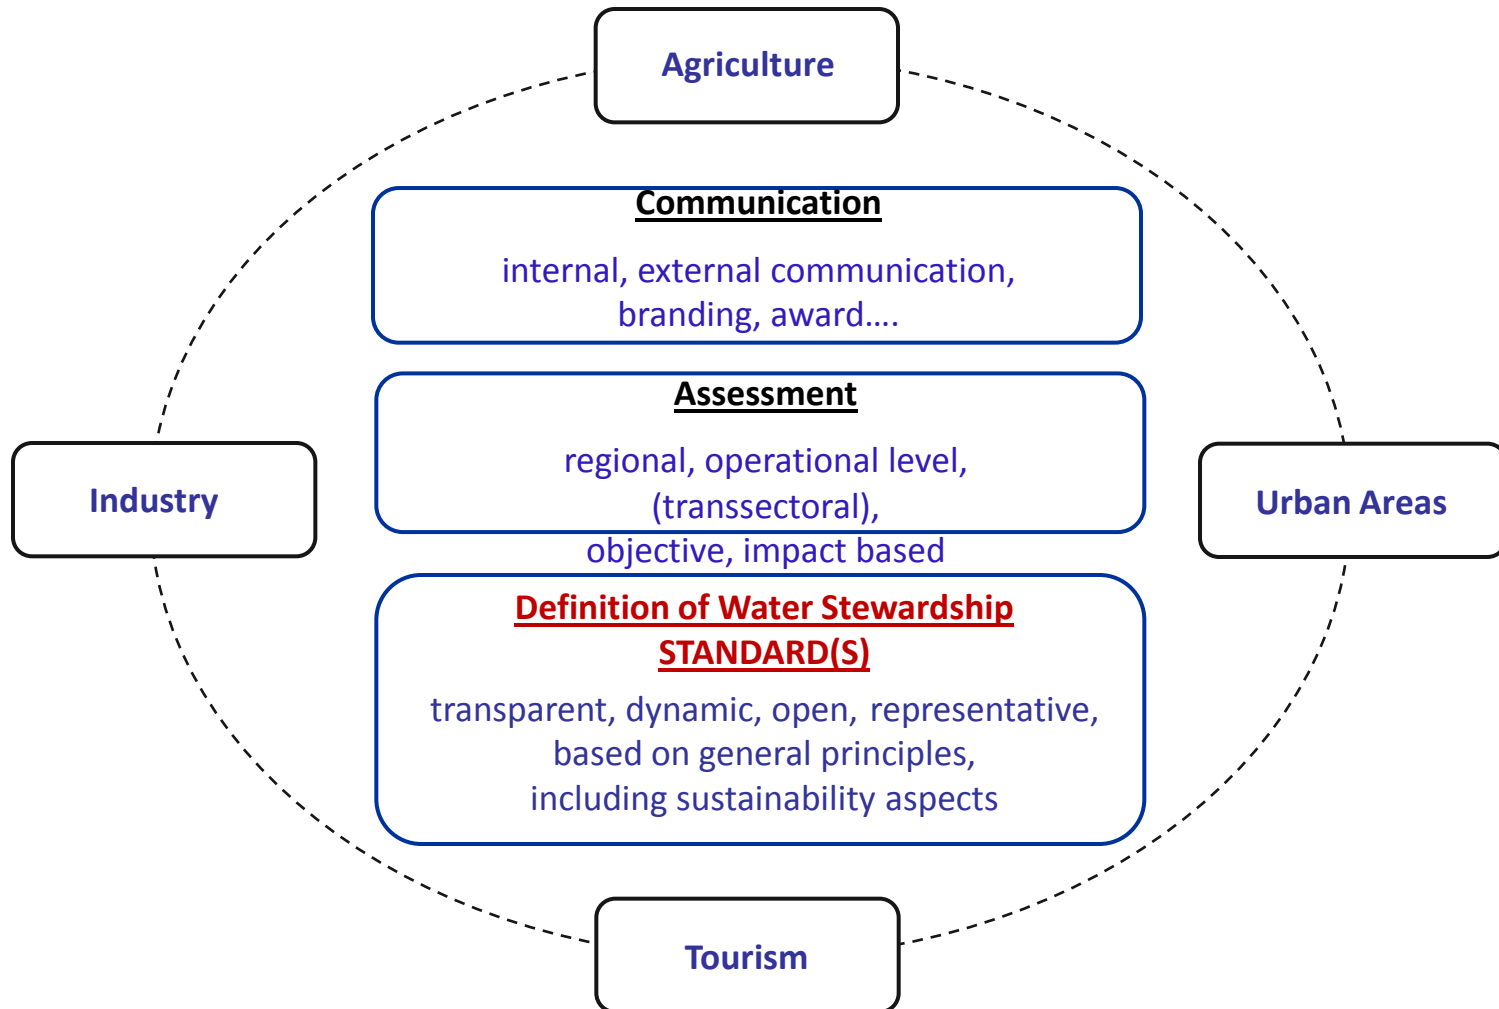 Agriculture
Communication
internal, external communication,
branding, award....
Assessment
regional, operational level,
(transsectoral),
objective, impact based
Industry
Urban Areas
Definition of Water Stewardship
STANDARD(S)
transparent, dynamic, open, representative,
based on general principles,
including sustainability aspects
Tourism